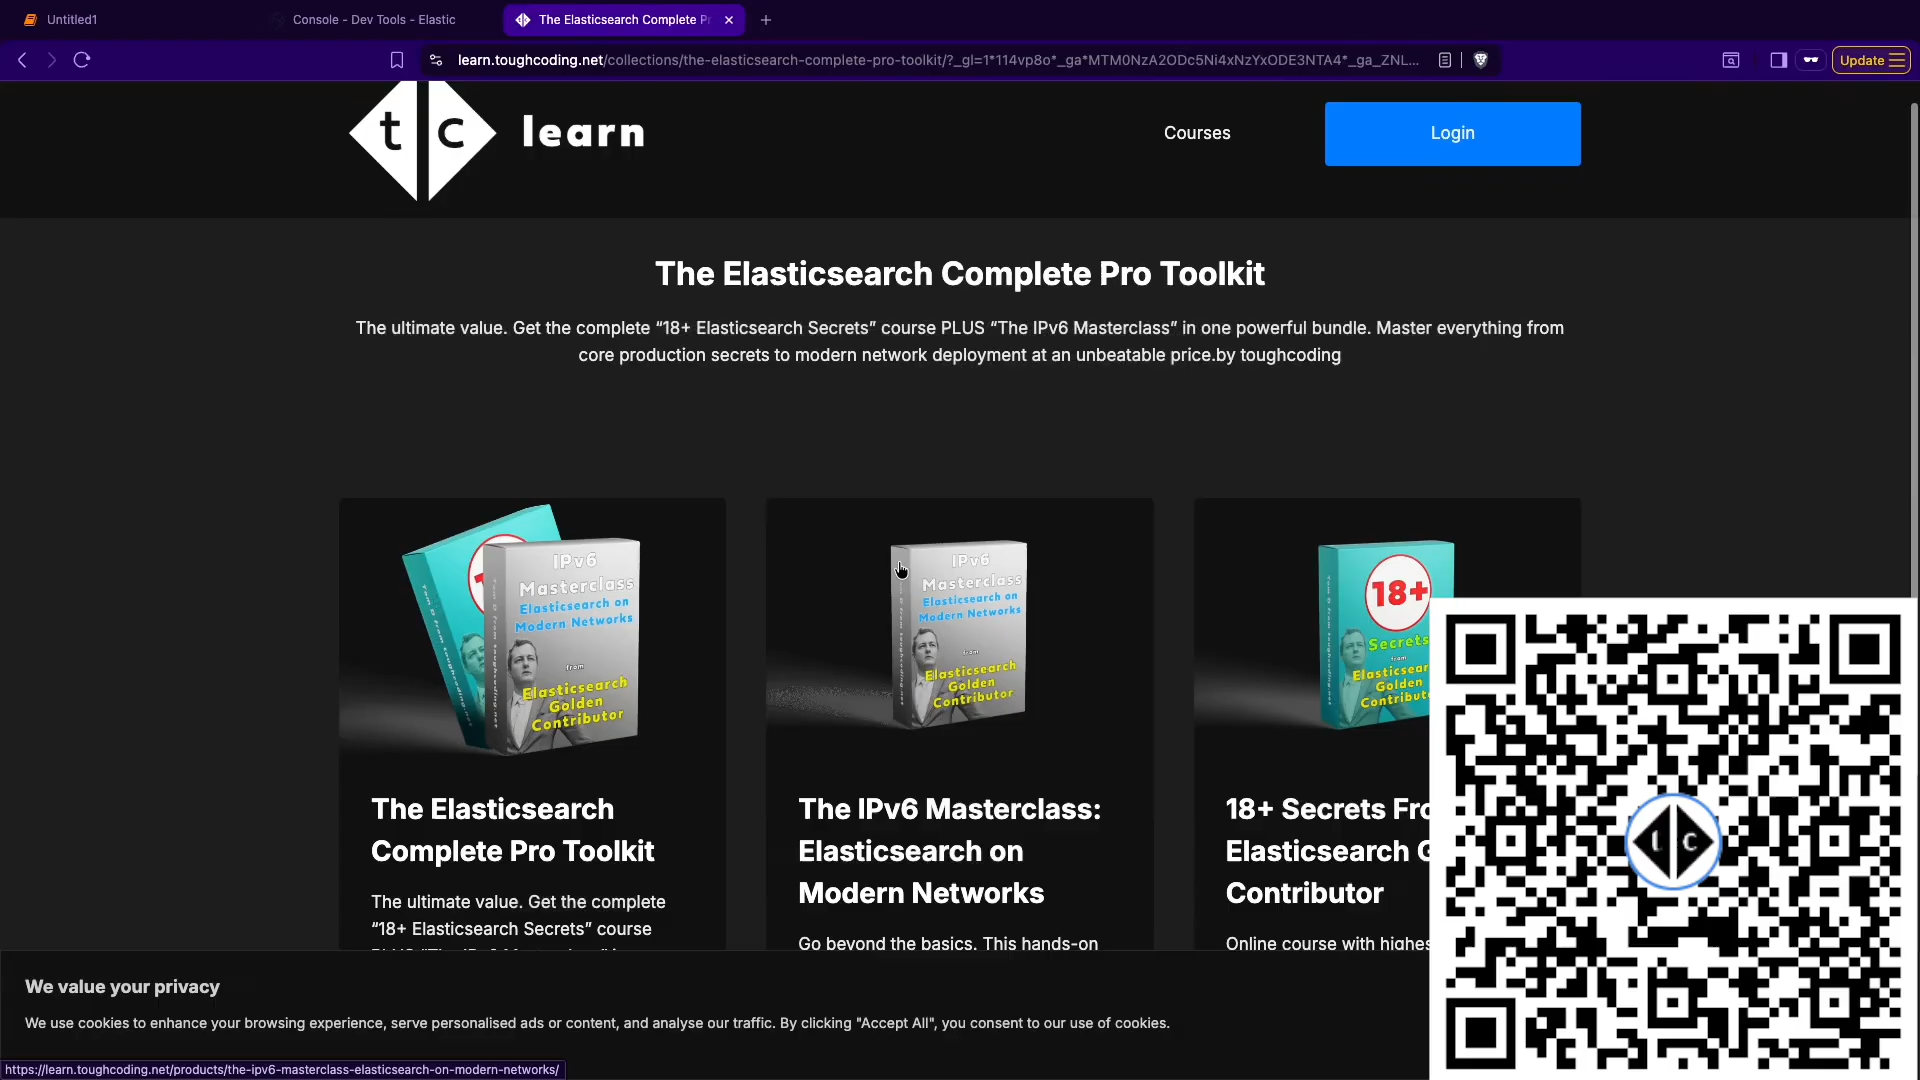 Untitled1
Console - Dev Tools - Elastic
The Elasticsearch Complete Pr
learn.toughcoding.net/collections/the-elasticsearch-complete-pro-toolkit/?_gl=1*114vp8o*_ga*MTM0NzA2ODc5Ni4xNzYxODE3NTA4*_ga_ZNL...
Update
t c learn
Courses
Login
The Elasticsearch Complete Pro Toolkit
The ultimate value. Get the complete “18+ Elasticsearch Secrets” course PLUS “The IPv6 Masterclass” in one powerful bundle. Master everything from
core production secrets to modern network deployment at an unbeatable price.by toughcoding
IPv6
Masterclass
Elasticsearch on
Modern Networks
from
Elasticsearch
Golden
Contributor
Tom D from toughcoding.net
IPv6
Masterclass
Elasticsearch on
Modern Networks
from
Elasticsearch
Golden
Contributor
18+
Secrets
from
Elasticsear
Golden
Contribut
The Elasticsearch
Complete Pro Toolkit
The ultimate value. Get the complete
“18+ Elasticsearch Secrets” course
The IPv6 Masterclass:
Elasticsearch on
Modern Networks
Go beyond the basics. This hands-on
18+ Secrets Fro
Elasticsearch G
Contributor
Online course with highes
t c
We value your privacy
We use cookies to enhance your browsing experience, serve personalised ads or content, and analyse our traffic. By clicking "Accept All", you consent to our use of cookies.
https://learn.toughcoding.net/products/the-ipv6-masterclass-elasticsearch-on-modern-networks/